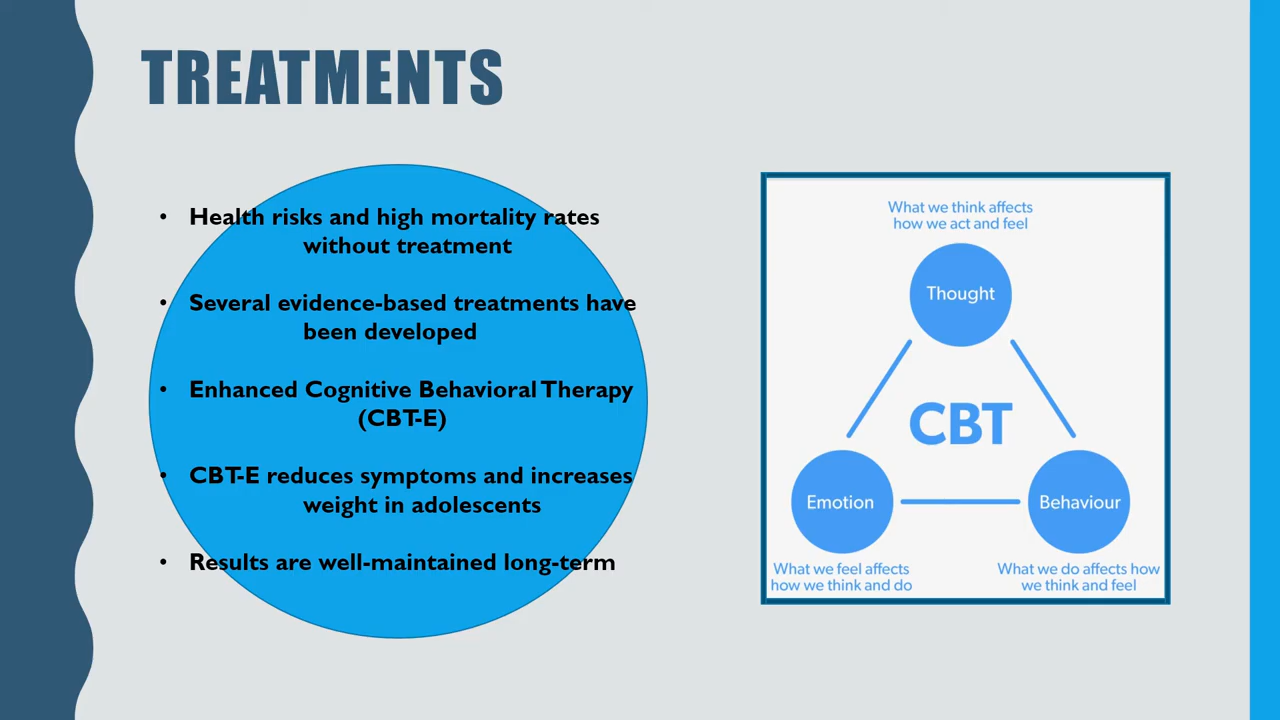 TREATMENTS
• Health risks and high mortality rates
without treatment
• Several evidence-based treatments have
been developed
• Enhanced Cognitive Behavioral Therapy
(CBT-E)
• CBT-E reduces symptoms and increases
weight in adolescents
• Results are well-maintained long-term
What we think affects
how we act and feel
Thought
CBT
Emotion
Behaviour
What we feel affects
how we think and do
What we do affects how
we think and feel